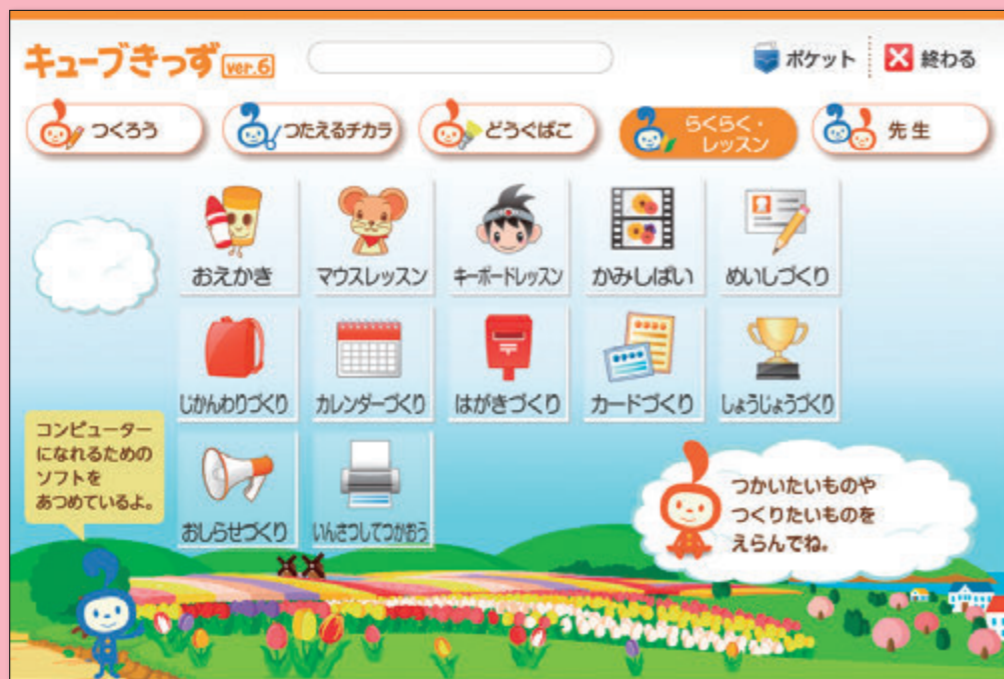 キューブきっず ver.6
ポケット
終わる
つくろう
つたえるチカラ
どうぐばこ
らくらく・
レッスン
先生
おえかき
マウスレッスン
キーボードレッスン
かみしばい
めいしづくり
じかんわりづくり
カレンダーづくり
はがきづくり
カードづくり
しょうじょうづくり
おしらせづくり
いんさつしてつかおう
コンピューター
になれるための
ソフトを
あつめているよ。
つかいたいものや
つくりたいものを
えらんでね。